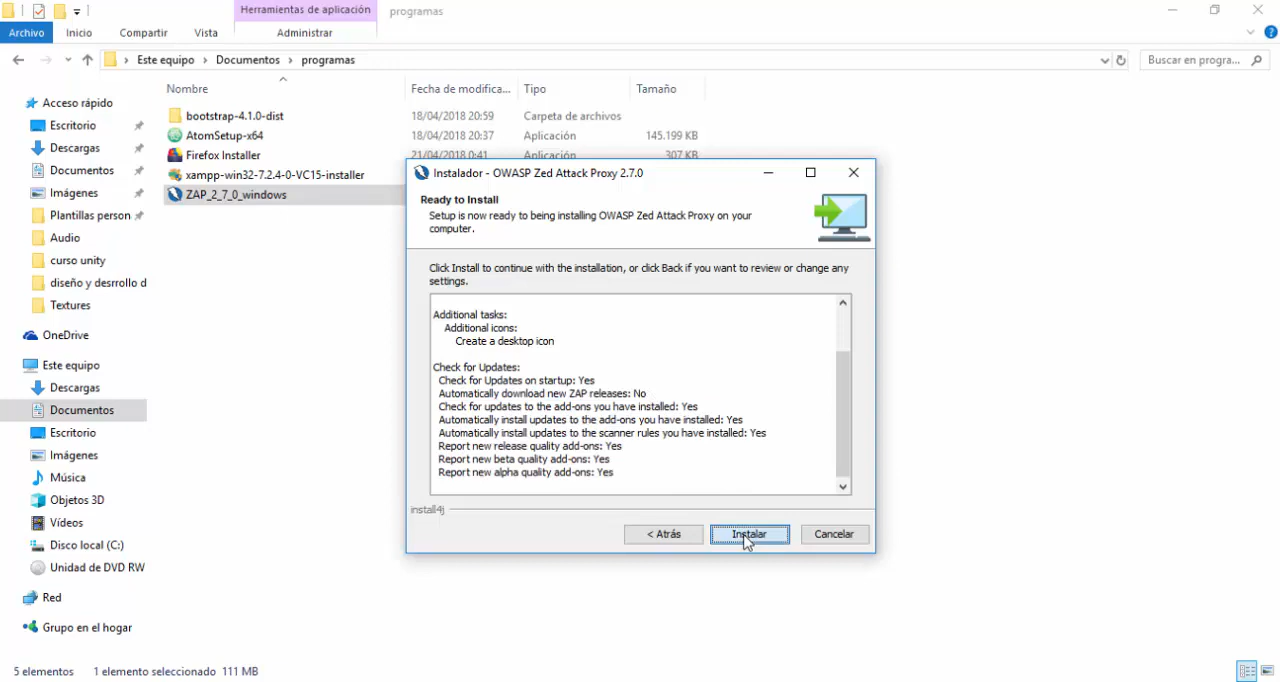 Herramientas de aplicación
programas
Archivo
Inicio
Compartir
Vista
Administrar
Este equipo
Documentos
programas
Buscar en progra...
Nombre
Fecha de modifica...
Tipo
Tamaño
Acceso rápido
Escritorio
Descargas
Documentos
Imágenes
Plantillas person
Audio
curso unity
diseño y desrrollo d
Textures
OneDrive
Este equipo
Descargas
Documentos
Escritorio
Imágenes
Música
Objetos 3D
Vídeos
Disco local (C:)
Unidad de DVD RW
Red
Grupo en el hogar
bootstrap-4.1.0-dist 18/04/2018 20:59 Carpeta de archivos
AtomSetup-x64 18/04/2018 20:37 Aplicación 145.199 KB
Firefox Installer 21/04/2018 0:41 Aplicación 307 KB
xampp-win32-7.2.4-0-VC15-installer
ZAP_2_7_0_windows
Instalador - OWASP Zed Attack Proxy 2.7.0
Ready to Install
Setup is now ready to being installing OWASP Zed Attack Proxy on your
computer.
Click Install to continue with the installation, or click Back if you want to review or change any
settings.
Additional tasks:
Additional icons:
Create a desktop icon
Check for Updates:
Check for Updates on startup: Yes
Automatically download new ZAP releases: No
Check for updates to the add-ons you have installed: Yes
Automatically install updates to the add-ons you have installed: Yes
Automatically install updates to the scanner rules you have installed: Yes
Report new release quality add-ons: Yes
Report new beta quality add-ons: Yes
Report new alpha quality add-ons: Yes
install4j
< Atrás
Instalar
Cancelar
5 elementos
1 elemento seleccionado 111 MB